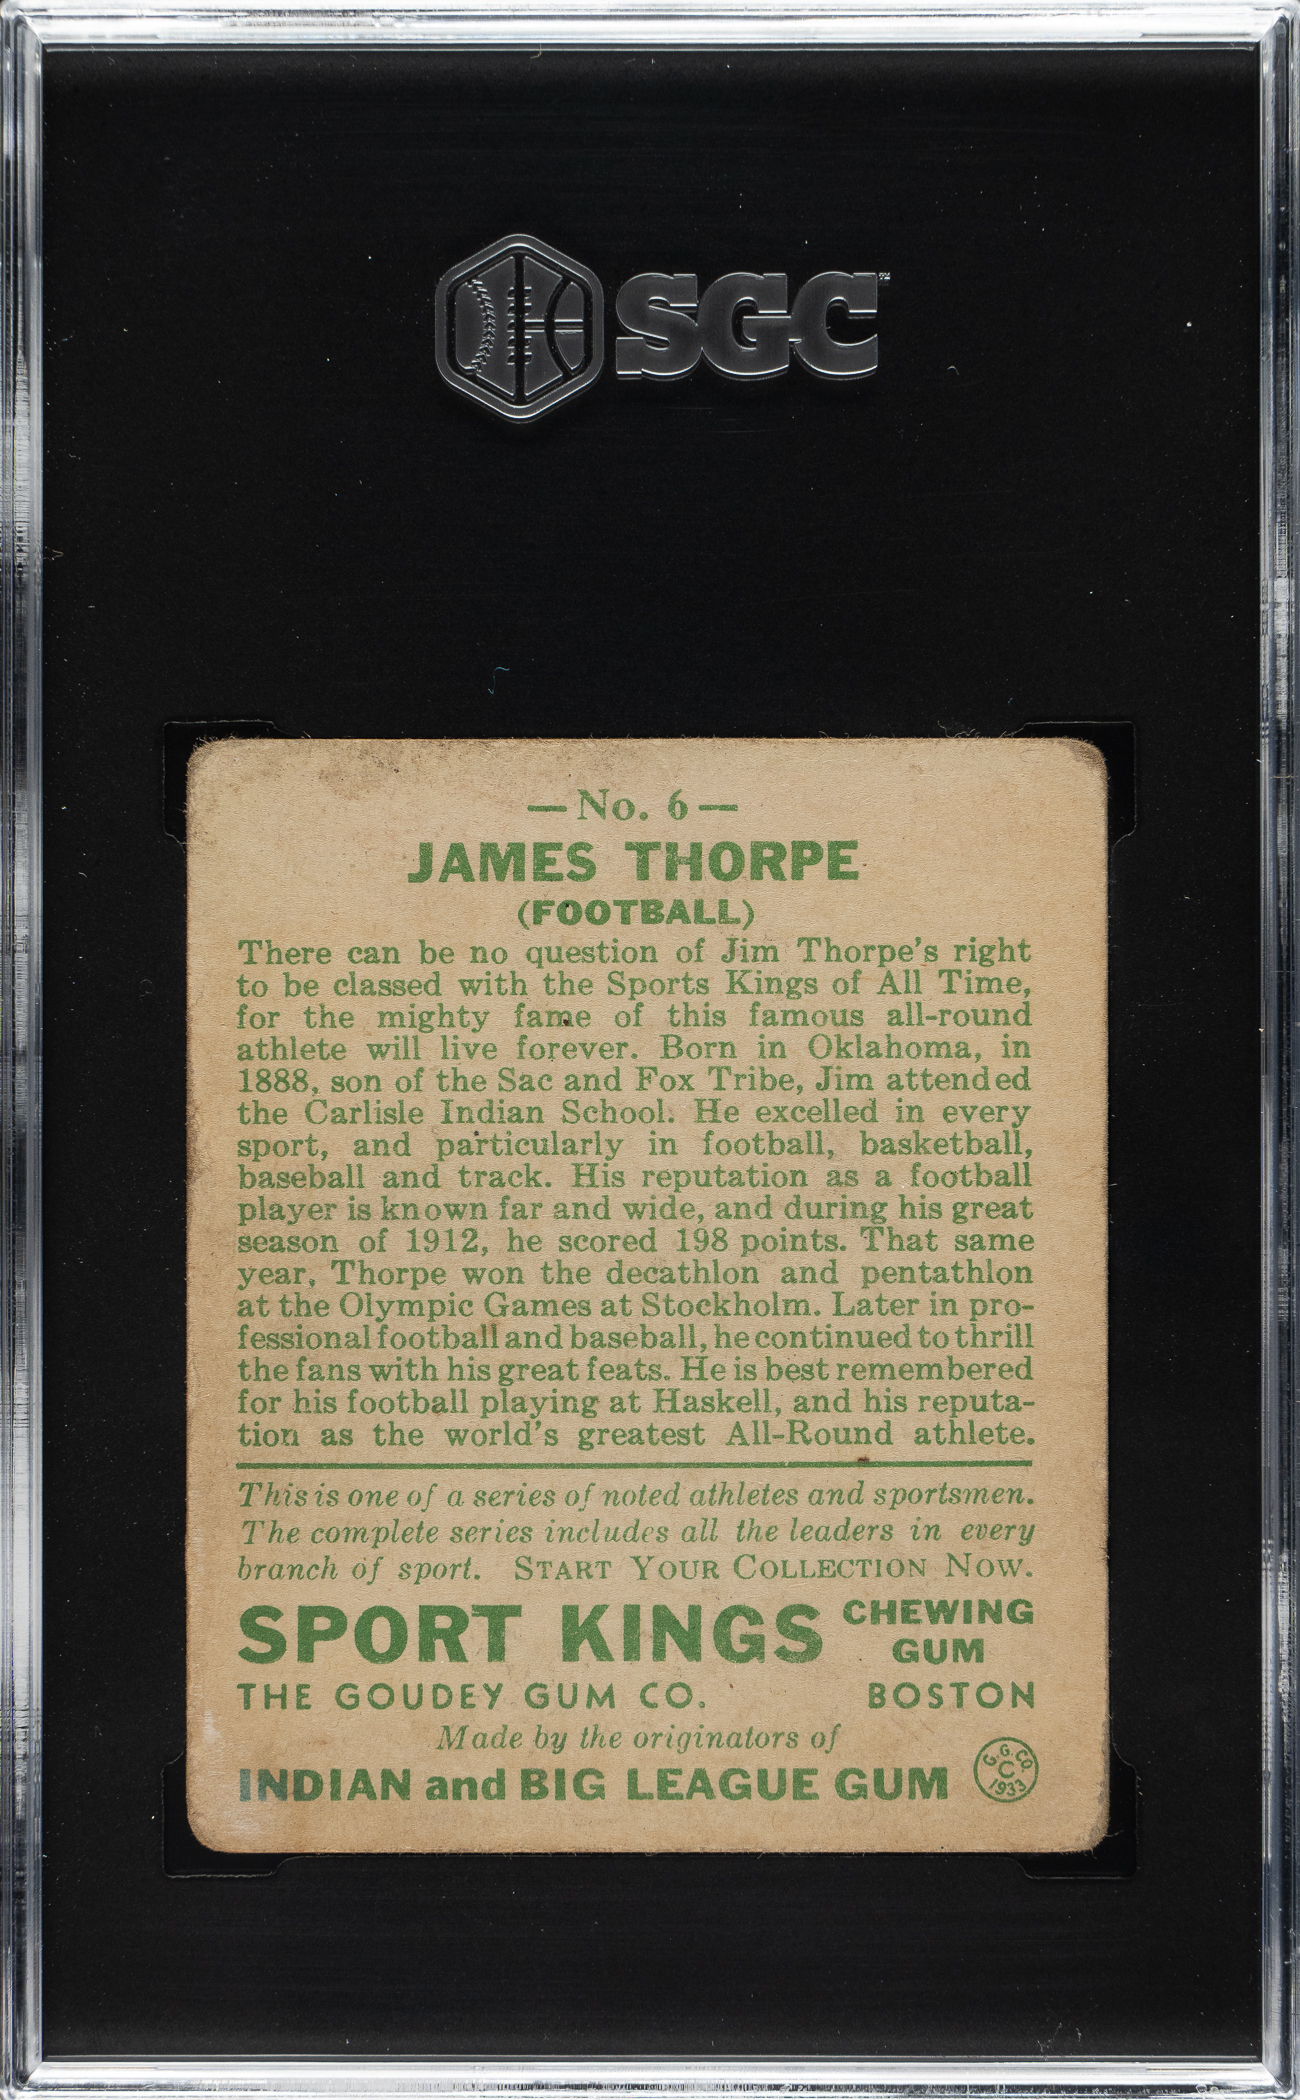 SGC™
—No. 6—
JAMES THORPE
(FOOTBALL)
There can be no question of Jim Thorpe's right
to be classed with the Sports Kings of All Time,
for the mighty fame of this famous all-round
athlete will live forever. Born in Oklahoma, in
1888, son of the Sac and Fox Tribe, Jim attended
the Carlisle Indian School. He excelled in every
sport, and particularly in football, basketball,
baseball and track. His reputation as a football
player is known far and wide, and during his great
season of 1912, he scored 198 points. That same
year, Thorpe won the decathlon and pentathlon
at the Olympic Games at Stockholm. Later in pro-
fessional football and baseball, he continued to thrill
the fans with his great feats. He is best remembered
for his football playing at Haskell, and his reputa-
tion as the world's greatest All-Round athlete.
This is one of a series of noted athletes and sportsmen.
The complete series includes all the leaders in every
branch of sport. START YOUR COLLECTION NOW.
SPORT KINGS CHEWING GUM
THE GOUDEY GUM CO. BOSTON
Made by the originators of
INDIAN and BIG LEAGUE GUM
G. G. CO.
C
1933